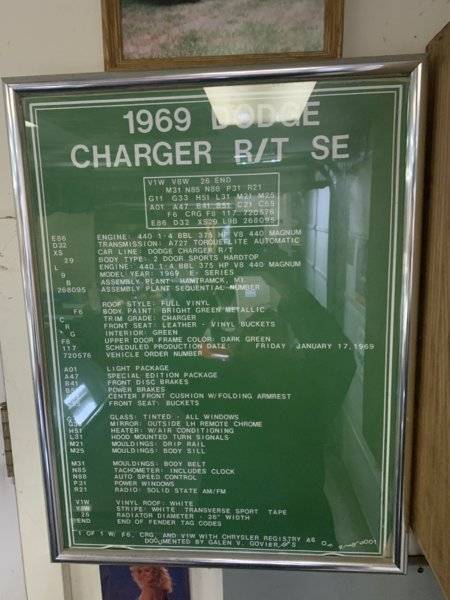 1969 DODGE
CHARGER R/T SE
V1W V8W 26 END
M31 N85 N88 P31 R21
G11 G33 H51 L31 M21 M25
A01 A47 B41 B51 C21 C55
F6 CRG F8 117 720576
E86 D32 XS29 L9B 268095
E86 ENGINE: 440 1-4 BBL 375 HP V8 440 MAGNUM
D32 TRANSMISSION: A727 TORQUEFLITE AUTOMATIC
XS CAR LINE: DODGE CHARGER R/T
29 BODY TYPE: 2 DOOR SPORTS HARDTOP
L ENGINE: 440 1-4 BBL 375 HP V8 440 MAGNUM
9 MODEL YEAR: 1969 E- SERIES
B ASSEMBLY PLANT: HAMTRAMCK, MI.
268095 ASSEMBLY PLANT SEQUENTIAL NUMBER
ROOF STYLE: FULL VINYL
F6 BODY PAINT: BRIGHT GREEN METALLIC
C TRIM GRADE: CHARGER
R FRONT SEAT: LEATHER - VINYL BUCKETS
G INTERIOR: GREEN
F8 UPPER DOOR FRAME COLOR: DARK GREEN
117 SCHEDULED PRODUCTION DATE: FRIDAY JANUARY 17,1969
720576 VEHICLE ORDER NUMBER
A01 LIGHT PACKAGE
A47 SPECIAL EDITION PACKAGE
B41 FRONT DISC BRAKES
B51 POWER BRAKES
CENTER FRONT CUSHION W/FOLDING ARMREST
FRONT SEAT: BUCKETS
GLASS: TINTED - ALL WINDOWS
MIRROR: OUTSIDE LH REMOTE CHROME
H51 HEATER: W/AIR CONDITIONING
L31 HOOD MOUNTED TURN SIGNALS
M21 MOULDINGS: DRIP RAIL
M25 MOULDINGS: BODY SILL
M31 MOULDINGS: BODY BELT
N85 TACHOMETER: INCLUDES CLOCK
N88 AUTO SPEED CONTROL
P31 POWER WINDOWS
R21 RADIO: SOLID STATE AM/FM
V1W VINYL ROOF: WHITE
V8W STRIPE: WHITE TRANSVERSE SPORT TAPE
26 RADIATOR DIAMETER - 26" WIDTH
END END OF FENDER TAG CODES
1 OF 1 W/ F6, CRG, AND V1W WITH CHRYSLER REGISTRY AS
DOCUMENTED BY GALEN V. GOVIER